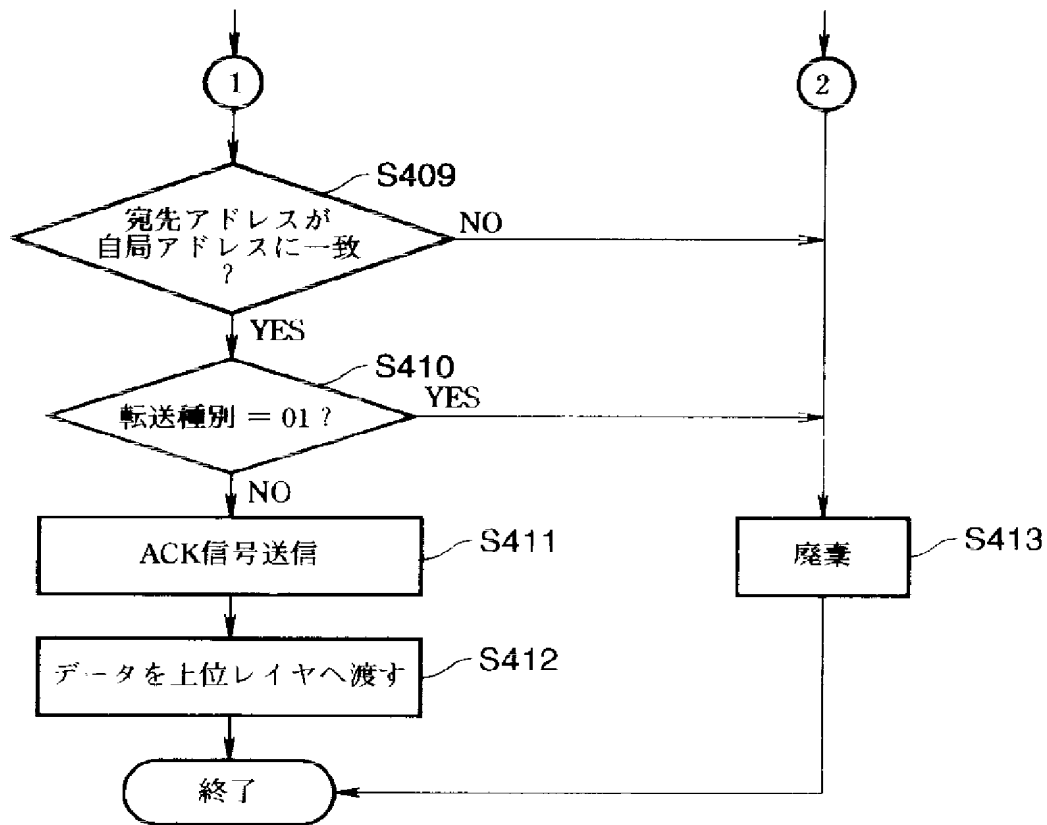 1
2
S409
宛先アドレスが
自局アドレスに一致
?
NO
YES
S410
転送種別 = 01 ?
YES
NO
ACK信号送信
S411
廃棄
S413
データを上位レイヤへ渡す
S412
終了